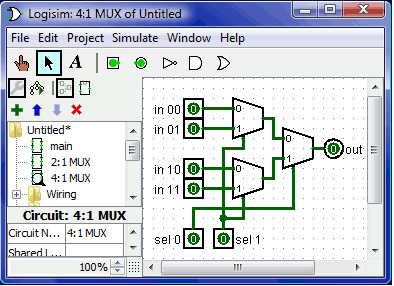 Logisim: 4:1 MUX of Untitled
File Edit Project Simulate Window Help
A
Untitled*
main
2:1 MUX
4:1 MUX
Wiring
Circuit: 4:1 MUX
Circuit N... 4:1 MUX
Shared L...
100%
in 00 0 0
in 01 0 1
0 0 out
1
in 10 0 0
in 11 0 1
sel 0 0 0 sel 1